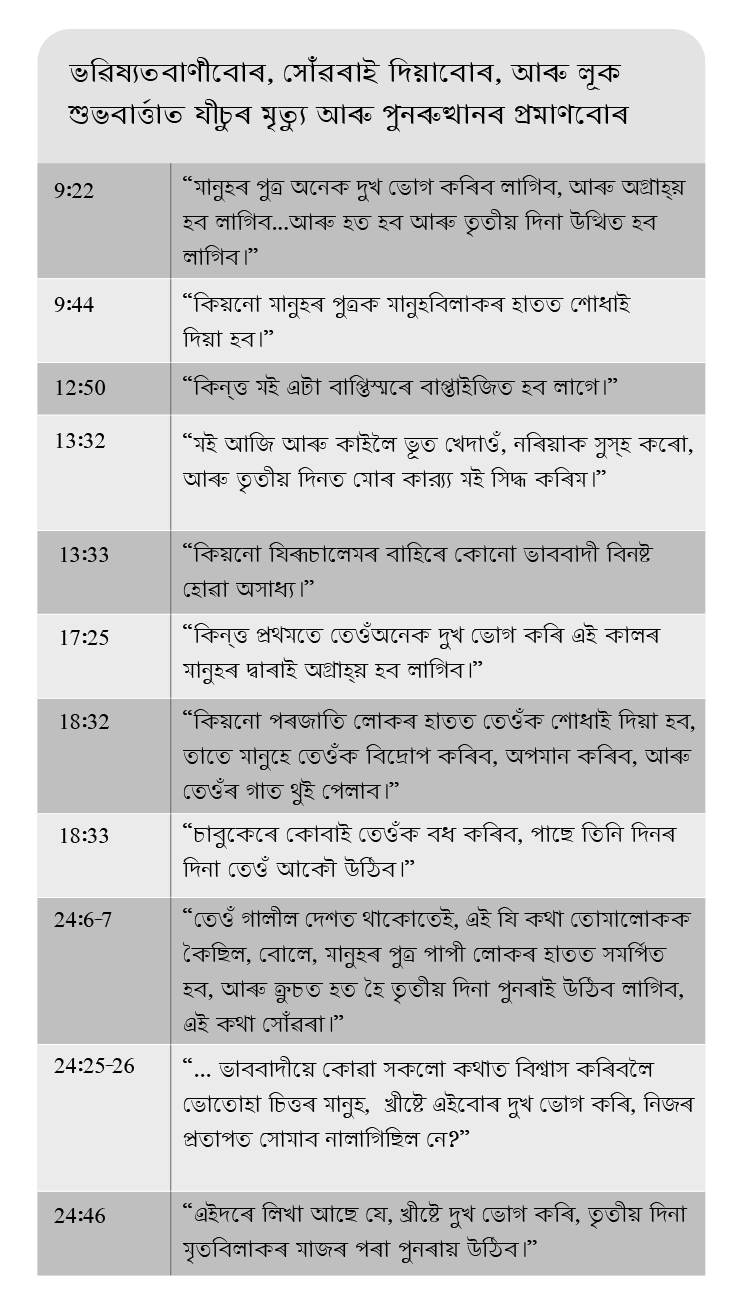 ভৱিষ্যতবাণীবোৰ, সোঁৱৰাই দিয়াবোৰ, আৰু লূক
শুভবাৰ্ত্তাত যীচুৰ মৃত্যু আৰু পুনৰুত্থানৰ প্ৰমাণবোৰ
9:22
“মানুহৰ পুত্ৰ অনেক দুখ ভোগ কৰিব লাগিব, আৰু অগ্ৰাহ্য়
হব লাগিব...আৰু হত হব আৰু তৃতীয় দিনা উত্থিত হব
লাগিব।”
9:44
“কিয়নো মানুহৰ পুত্ৰক মানুহবিলাকৰ হাতত শোধাই
দিয়া হব।”
12:50
“কিন্ত্ত মই এটা বাপ্তিস্মৰে বাপ্তাইজিত হব লাগে।”
13:32
“মই আজি আৰু কাইলৈ ভূত খেদাওঁ, নৰিয়াক সুস্হ কৰো,
আৰু তৃতীয় দিনত মোৰ কাৰ্য্য মই সিদ্ধ কৰিম।”
13:33
“কিয়নো যিৰূচালেমৰ বাহিৰে কোনো ভাববাদী বিনষ্ট
হোৱা অসাধ্য।”
17:25
“কিন্ত্ত প্ৰথমতে তেওঁঅনেক দুখ ভোগ কৰি এই কালৰ
মানুহৰ দ্বাৰাই অগ্ৰাহ্য় হব লাগিব।”
18:32
“কিয়নো পৰজাতি লোকৰ হাতত তেওঁক শোধাই দিয়া হব,
তাতে মানুহে তেওঁক বিদ্ৰোপ কৰিব, অপমান কৰিব, আৰু
তেওঁৰ গাত থুই পেলাব।”
18:33
“চাবুকেৰে কোবাই তেওঁক বধ কৰিব, পাছে তিনি দিনৰ
দিনা তেওঁ আকৌ উঠিব।”
24:6-7
“তেওঁ গালীল দেশত থাকোতেই, এই যি কথা তোমালোকক
কৈছিল, বোলে, মানুহৰ পুত্ৰ পাপী লোকৰ হাতত সমৰ্পিত
হব, আৰু ক্ৰুচত হত হৈ তৃতীয় দিনা পুনৰাই উঠিব লাগিব,
এই কথা সোঁৱৰা।”
24:25-26
“... ভাববাদীয়ে কোৱা সকলো কথাত বিশ্বাস কৰিবলৈ
ভোতোহা চিত্তৰ মানুহ, খ্ৰীষ্টে এইবোৰ দুখ ভোগ কৰি, নিজৰ
প্ৰতাপত সোমাব নালাগিছিল নে?”
24:46
“এইদৰে লিখা আছে যে, খ্ৰীষ্টে দুখ ভোগ কৰি, তৃতীয় দিনা
মৃতবিলাকৰ মাজৰ পৰা পুনৰায় উঠিব।”